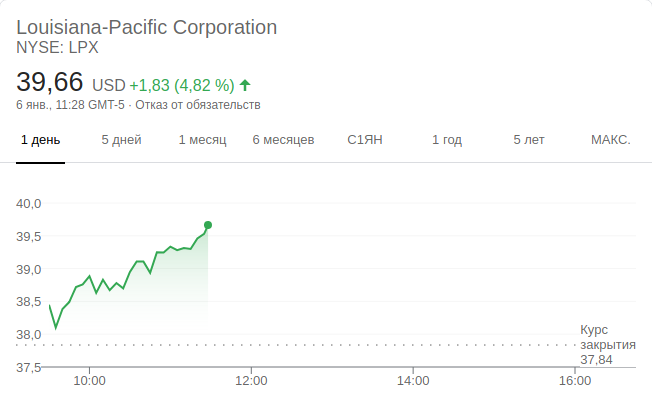 Louisiana-Pacific Corporation
NYSE: LPX
39,66 USD +1,83 (4,82 %)
6 янв., 11:28 GMT-5 · Отказ от обязательств
1 день 5 дней 1 месяц 6 месяцев С1ЯН 1 год 5 лет МАКС.
40,0
39,5
39,0
38,5
38,0
37,5
Курс
закрытия
37,84
10:00 12:00 14:00 16:00